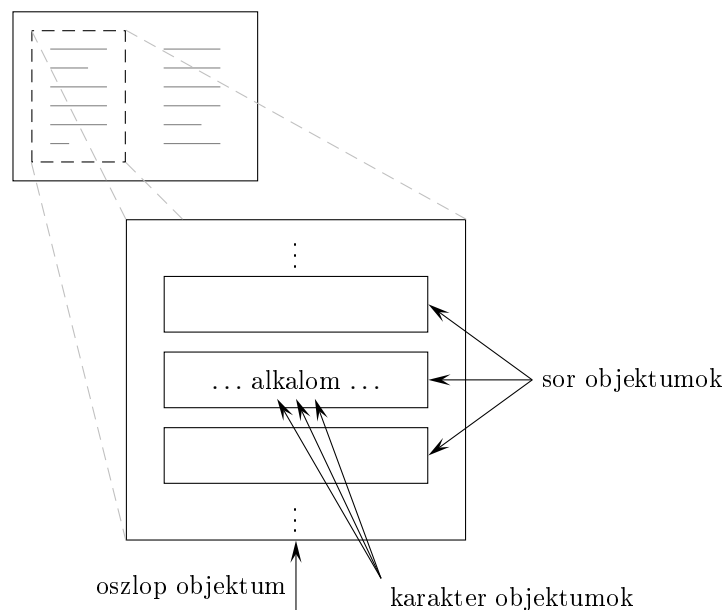 ... alkalom ...
sor objektumok
oszlop objektum
karakter objektumok